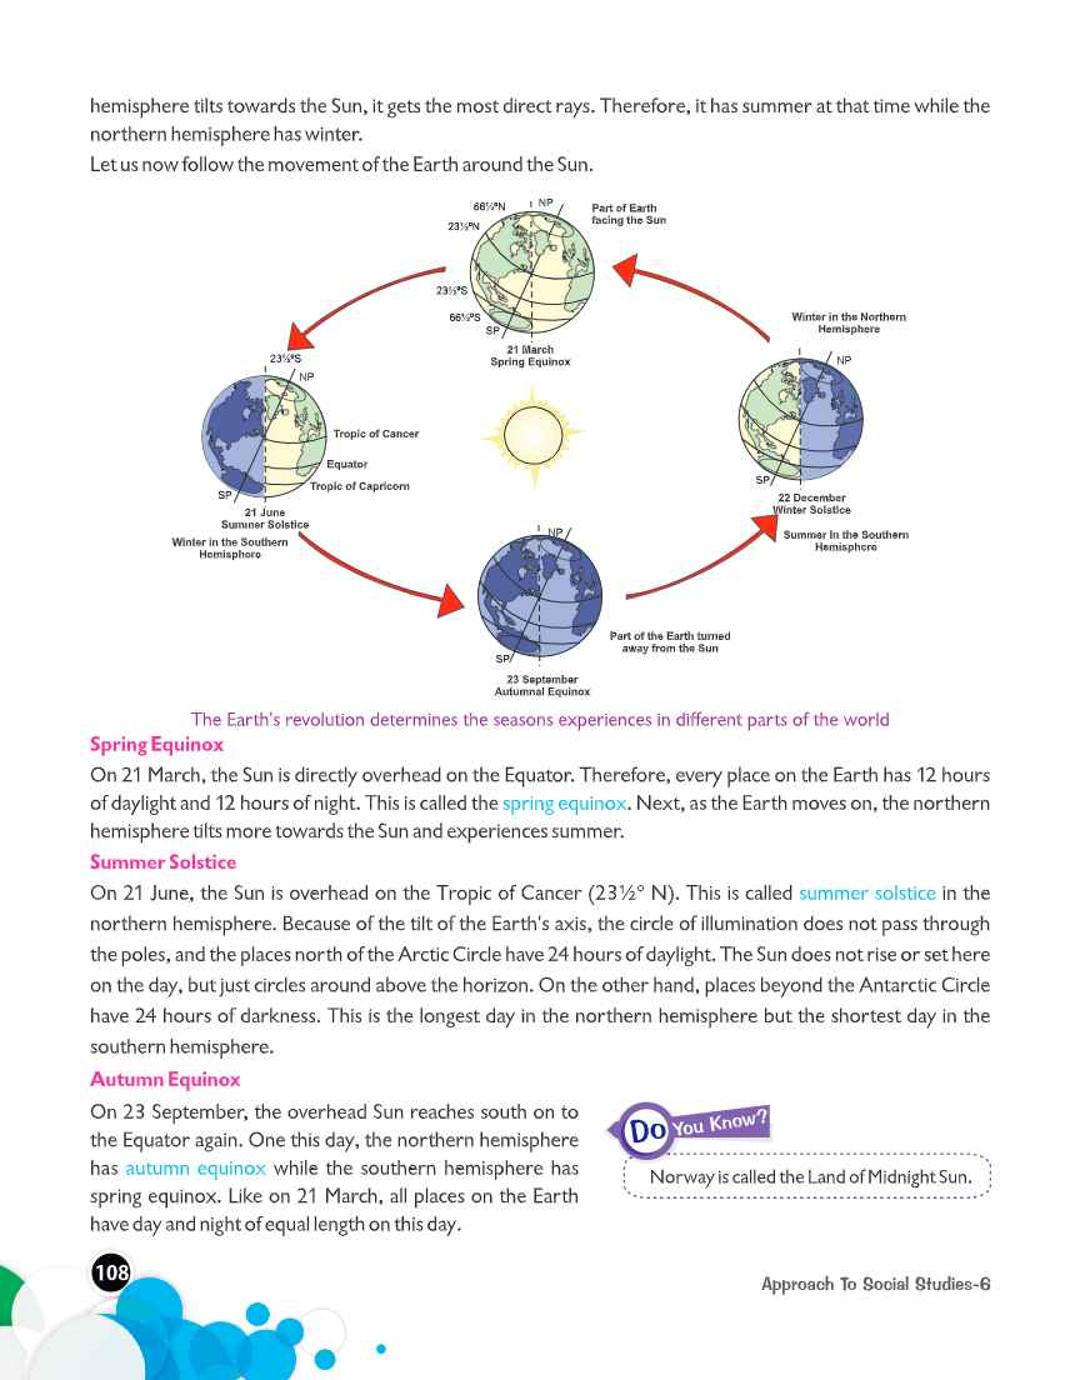 hemisphere tilts towards the Sun, it gets the most direct rays. Therefore, it has summer at that time while the
northern hemisphere has winter.
Let us now follow the movement of the Earth around the Sun.
66½°N
NP
Part of Earth
facing the Sun
23½°N
23½°S
66½°S
SP
21 March
Spring Equinox
Winter in the Northern
Hemisphere
NP
SP
22 December
Winter Solstice
Summer in the Southern
Hemisphere
23½°S
NP
Tropic of Cancer
Equator
Tropic of Capricorn
SP
21 June
Summer Solstice
Winter in the Southern
Hemisphere
NP
SP
Part of the Earth turned
away from the Sun
23 September
Autumnal Equinox
The Earth's revolution determines the seasons experiences in different parts of the world
Spring Equinox
On 21 March, the Sun is directly overhead on the Equator. Therefore, every place on the Earth has 12 hours
of daylight and 12 hours of night. This is called the spring equinox. Next, as the Earth moves on, the northern
hemisphere tilts more towards the Sun and experiences summer.
Summer Solstice
On 21 June, the Sun is overhead on the Tropic of Cancer (23½° N). This is called summer solstice in the
northern hemisphere. Because of the tilt of the Earth's axis, the circle of illumination does not pass through
the poles, and the places north of the Arctic Circle have 24 hours of daylight. The Sun does not rise or set here
on the day, but just circles around above the horizon. On the other hand, places beyond the Antarctic Circle
have 24 hours of darkness. This is the longest day in the northern hemisphere but the shortest day in the
southern hemisphere.
Autumn Equinox
On 23 September, the overhead Sun reaches south on to
the Equator again. One this day, the northern hemisphere
has autumn equinox while the southern hemisphere has
spring equinox. Like on 21 March, all places on the Earth
have day and night of equal length on this day.
Do You Know?
Norway is called the Land of Midnight Sun.
108
Approach To Social Studies-6